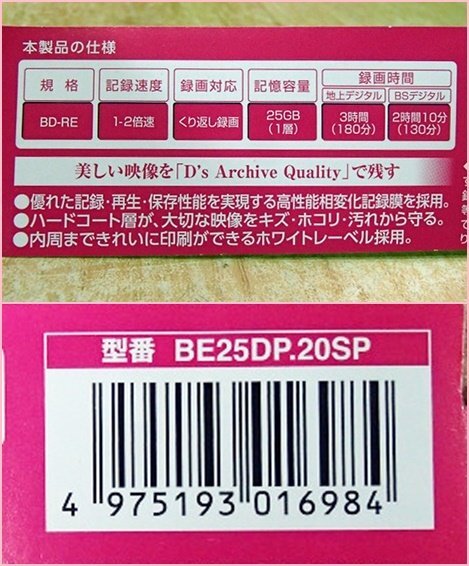 本製品の仕様
規格 記録速度 録画対応 記憶容量 録画時間
地上デジタル BSデジタル
BD-RE 1-2倍速 くり返し録画 25GB (1層) 3時間 (180分) 2時間10分 (130分)
美しい映像を「D's Archive Quality」で残す
●優れた記録・再生・保存性能を実現する高性能相変化記録膜を採用。
●ハードコート層が、大切な映像をキズ・ホコリ・汚れから守る。
●内周まできれいに印刷ができるホワイトレーベル採用。
型番 BE25DP.20SP
4 975193 016984